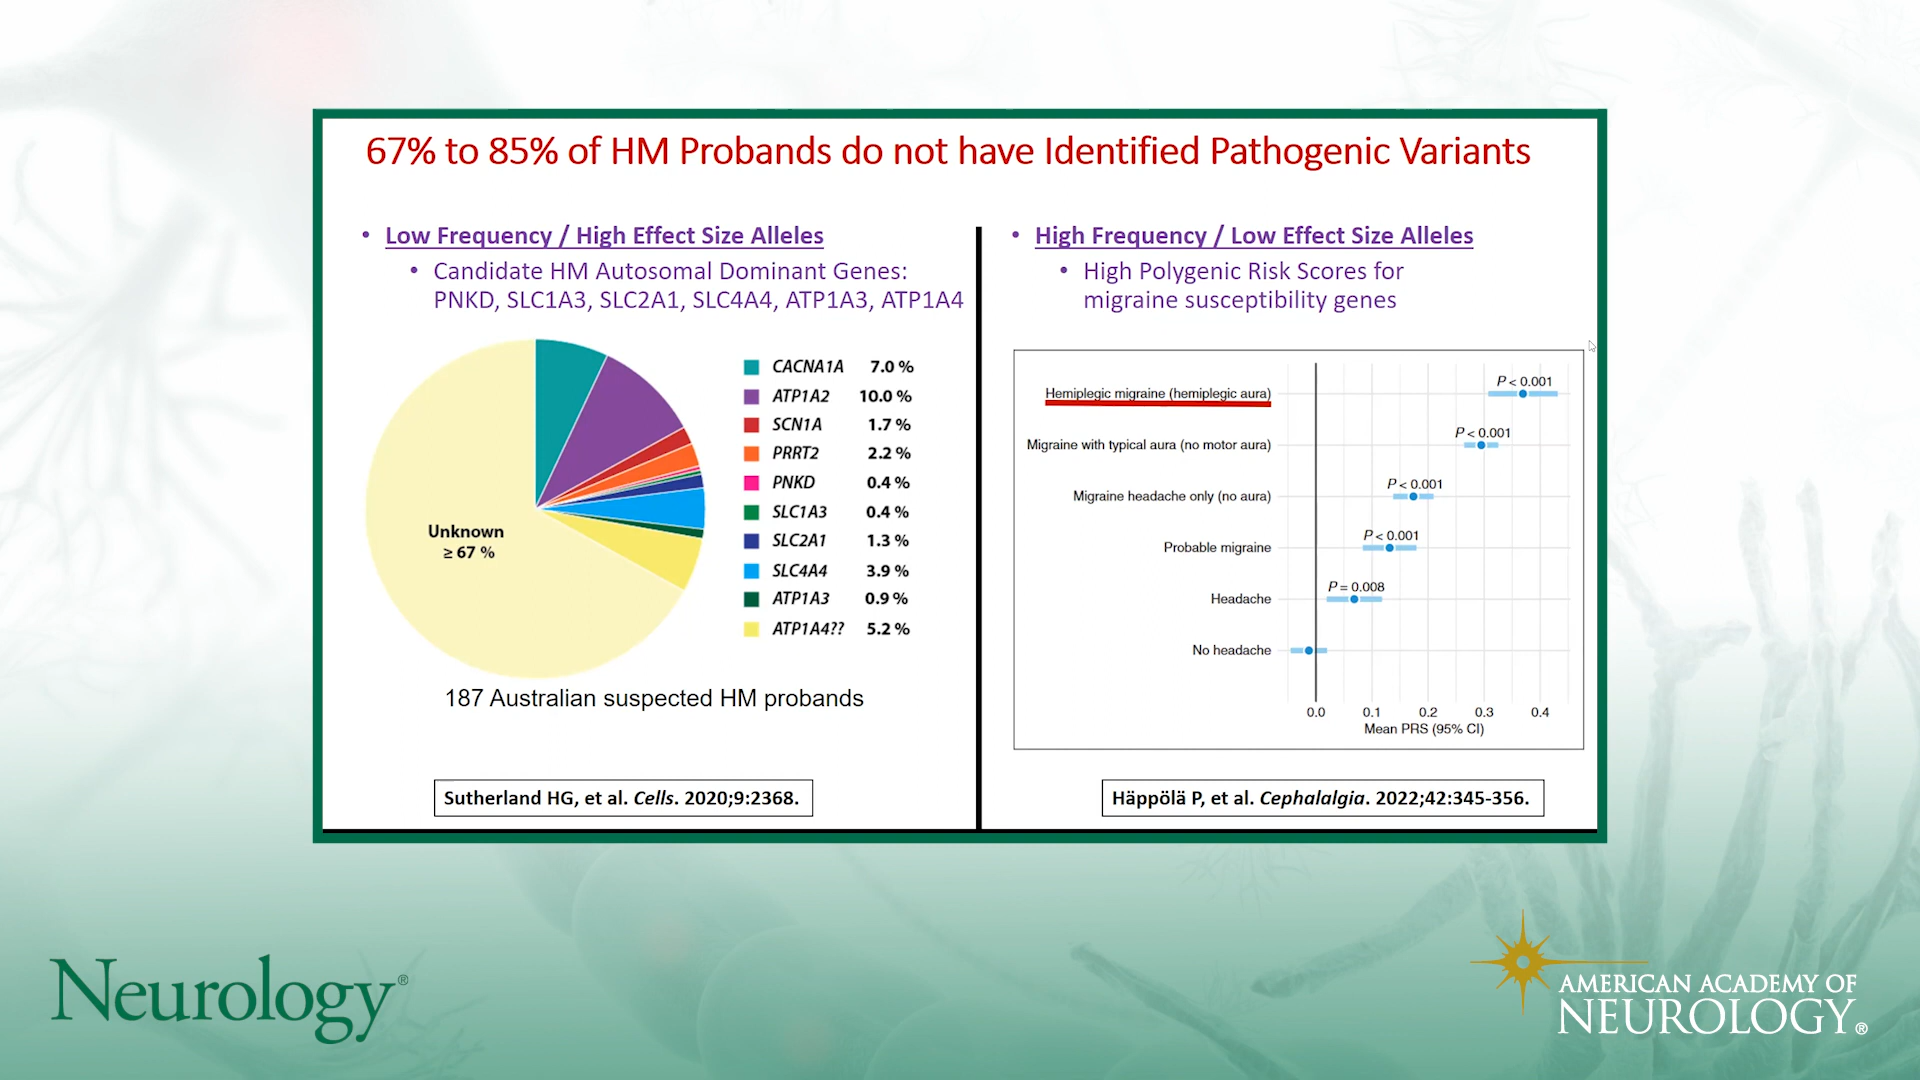 67% to 85% of HM Probands do not have Identified Pathogenic Variants
• Low Frequency / High Effect Size Alleles
• Candidate HM Autosomal Dominant Genes:
PNKD, SLC1A3, SLC2A1, SLC4A4, ATP1A3, ATP1A4
Unknown
≥ 67 %
CACNA1A 7.0 %
ATP1A2 10.0 %
SCN1A 1.7 %
PRRT2 2.2 %
PNKD 0.4 %
SLC1A3 0.4 %
SLC2A1 1.3 %
SLC4A4 3.9 %
ATP1A3 0.9 %
ATP1A4?? 5.2 %
187 Australian suspected HM probands
Sutherland HG, et al. Cells. 2020;9:2368.
• High Frequency / Low Effect Size Alleles
• High Polygenic Risk Scores for
migraine susceptibility genes
P < 0.001
Hemiplegic migraine (hemiplegic aura)
P < 0.001
Migraine with typical aura (no motor aura)
P < 0.001
Migraine headache only (no aura)
P < 0.001
Probable migraine
P = 0.008
Headache
No headache
0.0 0.1 0.2 0.3 0.4
Mean PRS (95% CI)
Häppölä P, et al. Cephalalgia. 2022;42:345-356.
Neurology®
AMERICAN ACADEMY OF
NEUROLOGY®